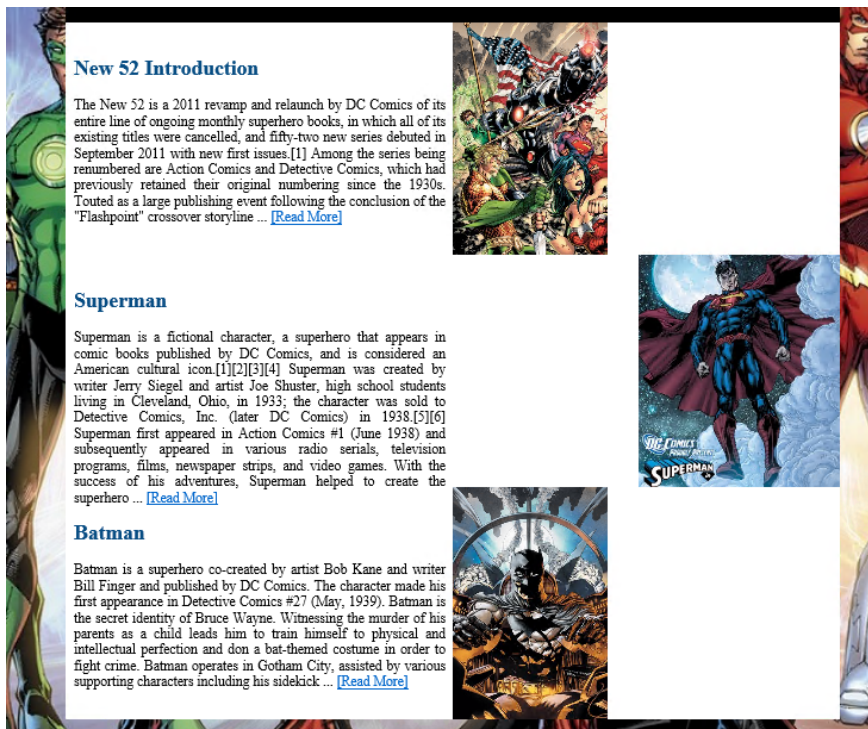 New 52 Introduction
The New 52 is a 2011 revamp and relaunch by DC Comics of its
entire line of ongoing monthly superhero books, in which all of its
existing titles were cancelled, and fifty-two new series debuted in
September 2011 with new first issues.[1] Among the series being
renumbered are Action Comics and Detective Comics, which had
previously retained their original numbering since the 1930s.
Touted as a large publishing event following the conclusion of the
"Flashpoint" crossover storyline ... [Read More]
Superman
Superman is a fictional character, a superhero that appears in
comic books published by DC Comics, and is considered an
American cultural icon.[1][2][3][4] Superman was created by
writer Jerry Siegel and artist Joe Shuster, high school students
living in Cleveland, Ohio, in 1933; the character was sold to
Detective Comics, Inc. (later DC Comics) in 1938.[5][6]
Superman first appeared in Action Comics #1 (June 1938) and
subsequently appeared in various radio serials, television
programs, films, newspaper strips, and video games. With the
success of his adventures, Superman helped to create the
superhero ... [Read More]
DC COMICS
SUPERMAN
Batman
Batman is a superhero co-created by artist Bob Kane and writer
Bill Finger and published by DC Comics. The character made his
first appearance in Detective Comics #27 (May, 1939). Batman is
the secret identity of Bruce Wayne. Witnessing the murder of his
parents as a child leads him to train himself to physical and
intellectual perfection and don a bat-themed costume in order to
fight crime. Batman operates in Gotham City, assisted by various
supporting characters including his sidekick ... [Read More]